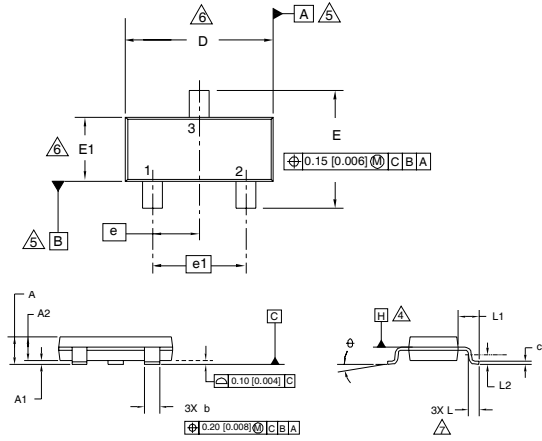 6
A 5
D
3
E
6 E1
⌖ 0.15 [0.006] Ⓜ C B A
1 2
5 B
e
e1
A
A2
C
H 4
L1
θ
c
A1
⌓ 0.10 [0.004] C
L2
3X b
3X L
⌖ 0.20 [0.008] Ⓜ C B A
7